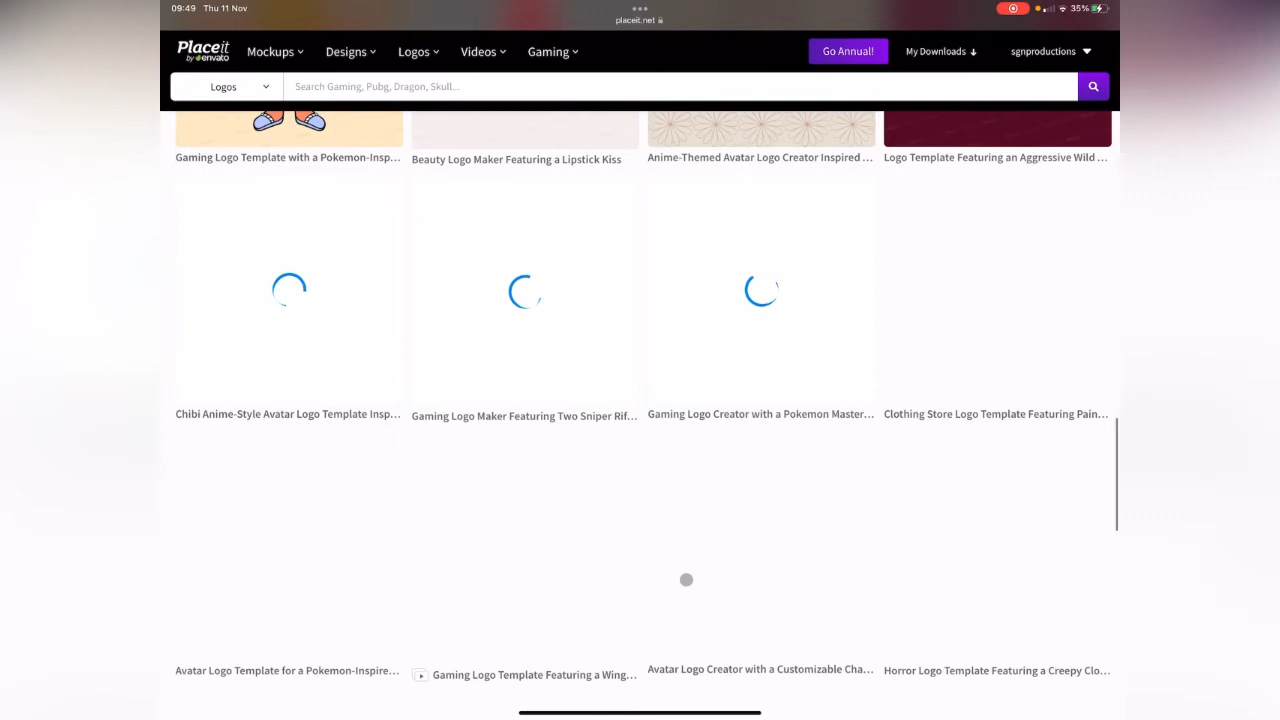 09:49 Thu 11 Nov
placeit.net
35%
Placeit
by envato
Mockups
Designs
Logos
Videos
Gaming
Go Annual!
My Downloads
sgnproductions
Logos
Search Gaming, Pubg, Dragon, Skull...
Gaming Logo Template with a Pokemon-Insp...
Beauty Logo Maker Featuring a Lipstick Kiss
Anime-Themed Avatar Logo Creator Inspired ...
Logo Template Featuring an Aggressive Wild ...
Chibi Anime-Style Avatar Logo Template Insp...
Gaming Logo Maker Featuring Two Sniper Rif...
Gaming Logo Creator with a Pokemon Master...
Clothing Store Logo Template Featuring Pain...
Avatar Logo Template for a Pokemon-Inspire...
Gaming Logo Template Featuring a Wing...
Avatar Logo Creator with a Customizable Cha...
Horror Logo Template Featuring a Creepy Clo...